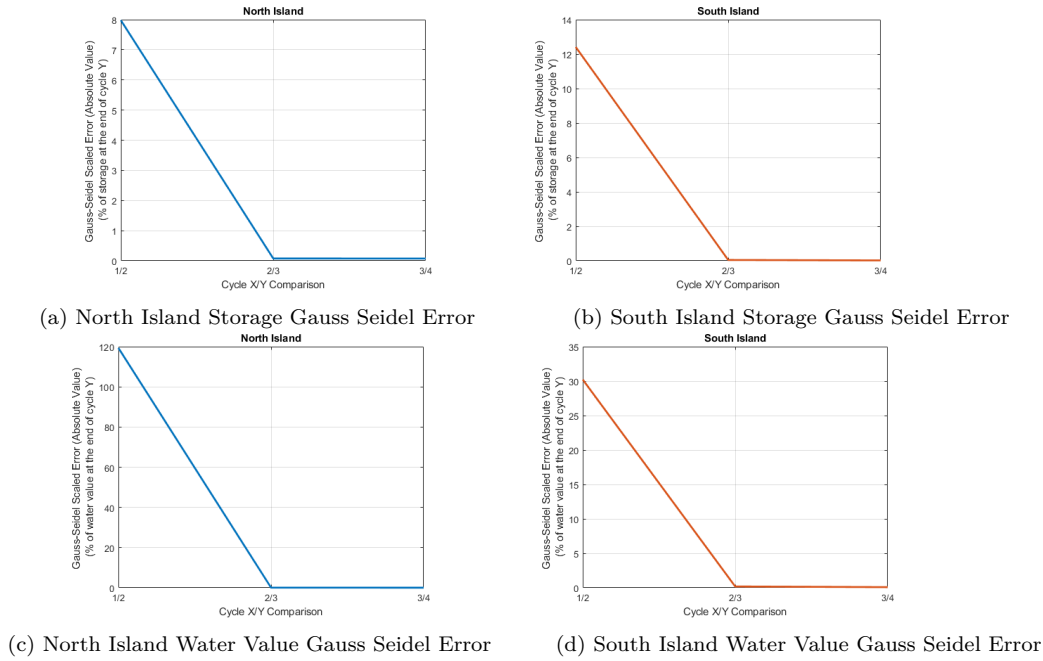 North Island
Gauss-Seidel Scaled Error (Absolute Value)
(% of storage at the end of cycle Y)
8
7
6
5
4
3
2
1
0
1/2
2/3
3/4
Cycle X/Y Comparison
(a) North Island Storage Gauss Seidel Error
South Island
Gauss-Seidel Scaled Error (Absolute Value)
(% of storage at the end of cycle Y)
14
12
10
8
6
4
2
0
1/2
2/3
3/4
Cycle X/Y Comparison
(b) South Island Storage Gauss Seidel Error
North Island
Gauss-Seidel Scaled Error (Absolute Value)
(% of water value at the end of cycle Y)
120
100
80
60
40
20
0
1/2
2/3
3/4
Cycle X/Y Comparison
(c) North Island Water Value Gauss Seidel Error
South Island
Gauss-Seidel Scaled Error (Absolute Value)
(% of water value at the end of cycle Y)
35
30
25
20
15
10
5
0
1/2
2/3
3/4
Cycle X/Y Comparison
(d) South Island Water Value Gauss Seidel Error